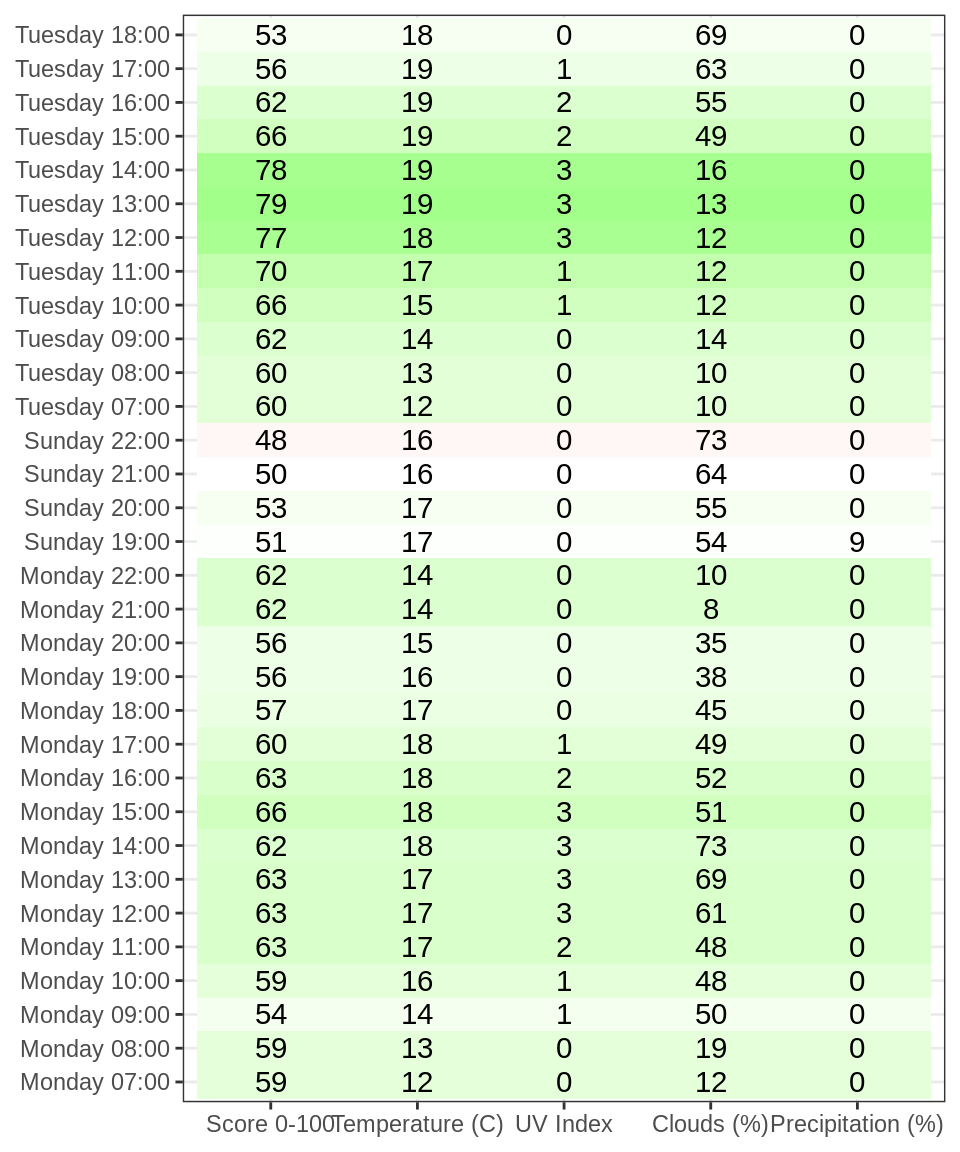 Tuesday 18:00 53 18 0 69 0
Tuesday 17:00 56 19 1 63 0
Tuesday 16:00 62 19 2 55 0
Tuesday 15:00 66 19 2 49 0
Tuesday 14:00 78 19 3 16 0
Tuesday 13:00 79 19 3 13 0
Tuesday 12:00 77 18 3 12 0
Tuesday 11:00 70 17 1 12 0
Tuesday 10:00 66 15 1 12 0
Tuesday 09:00 62 14 0 14 0
Tuesday 08:00 60 13 0 10 0
Tuesday 07:00 60 12 0 10 0
Sunday 22:00 48 16 0 73 0
Sunday 21:00 50 16 0 64 0
Sunday 20:00 53 17 0 55 0
Sunday 19:00 51 17 0 54 9
Monday 22:00 62 14 0 10 0
Monday 21:00 62 14 0 8 0
Monday 20:00 56 15 0 35 0
Monday 19:00 56 16 0 38 0
Monday 18:00 57 17 0 45 0
Monday 17:00 60 18 1 49 0
Monday 16:00 63 18 2 52 0
Monday 15:00 66 18 3 51 0
Monday 14:00 62 18 3 73 0
Monday 13:00 63 17 3 69 0
Monday 12:00 63 17 3 61 0
Monday 11:00 63 17 2 48 0
Monday 10:00 59 16 1 48 0
Monday 09:00 54 14 1 50 0
Monday 08:00 59 13 0 19 0
Monday 07:00 59 12 0 12 0
Score 0-100 Temperature (C) UV Index Clouds (%) Precipitation (%)